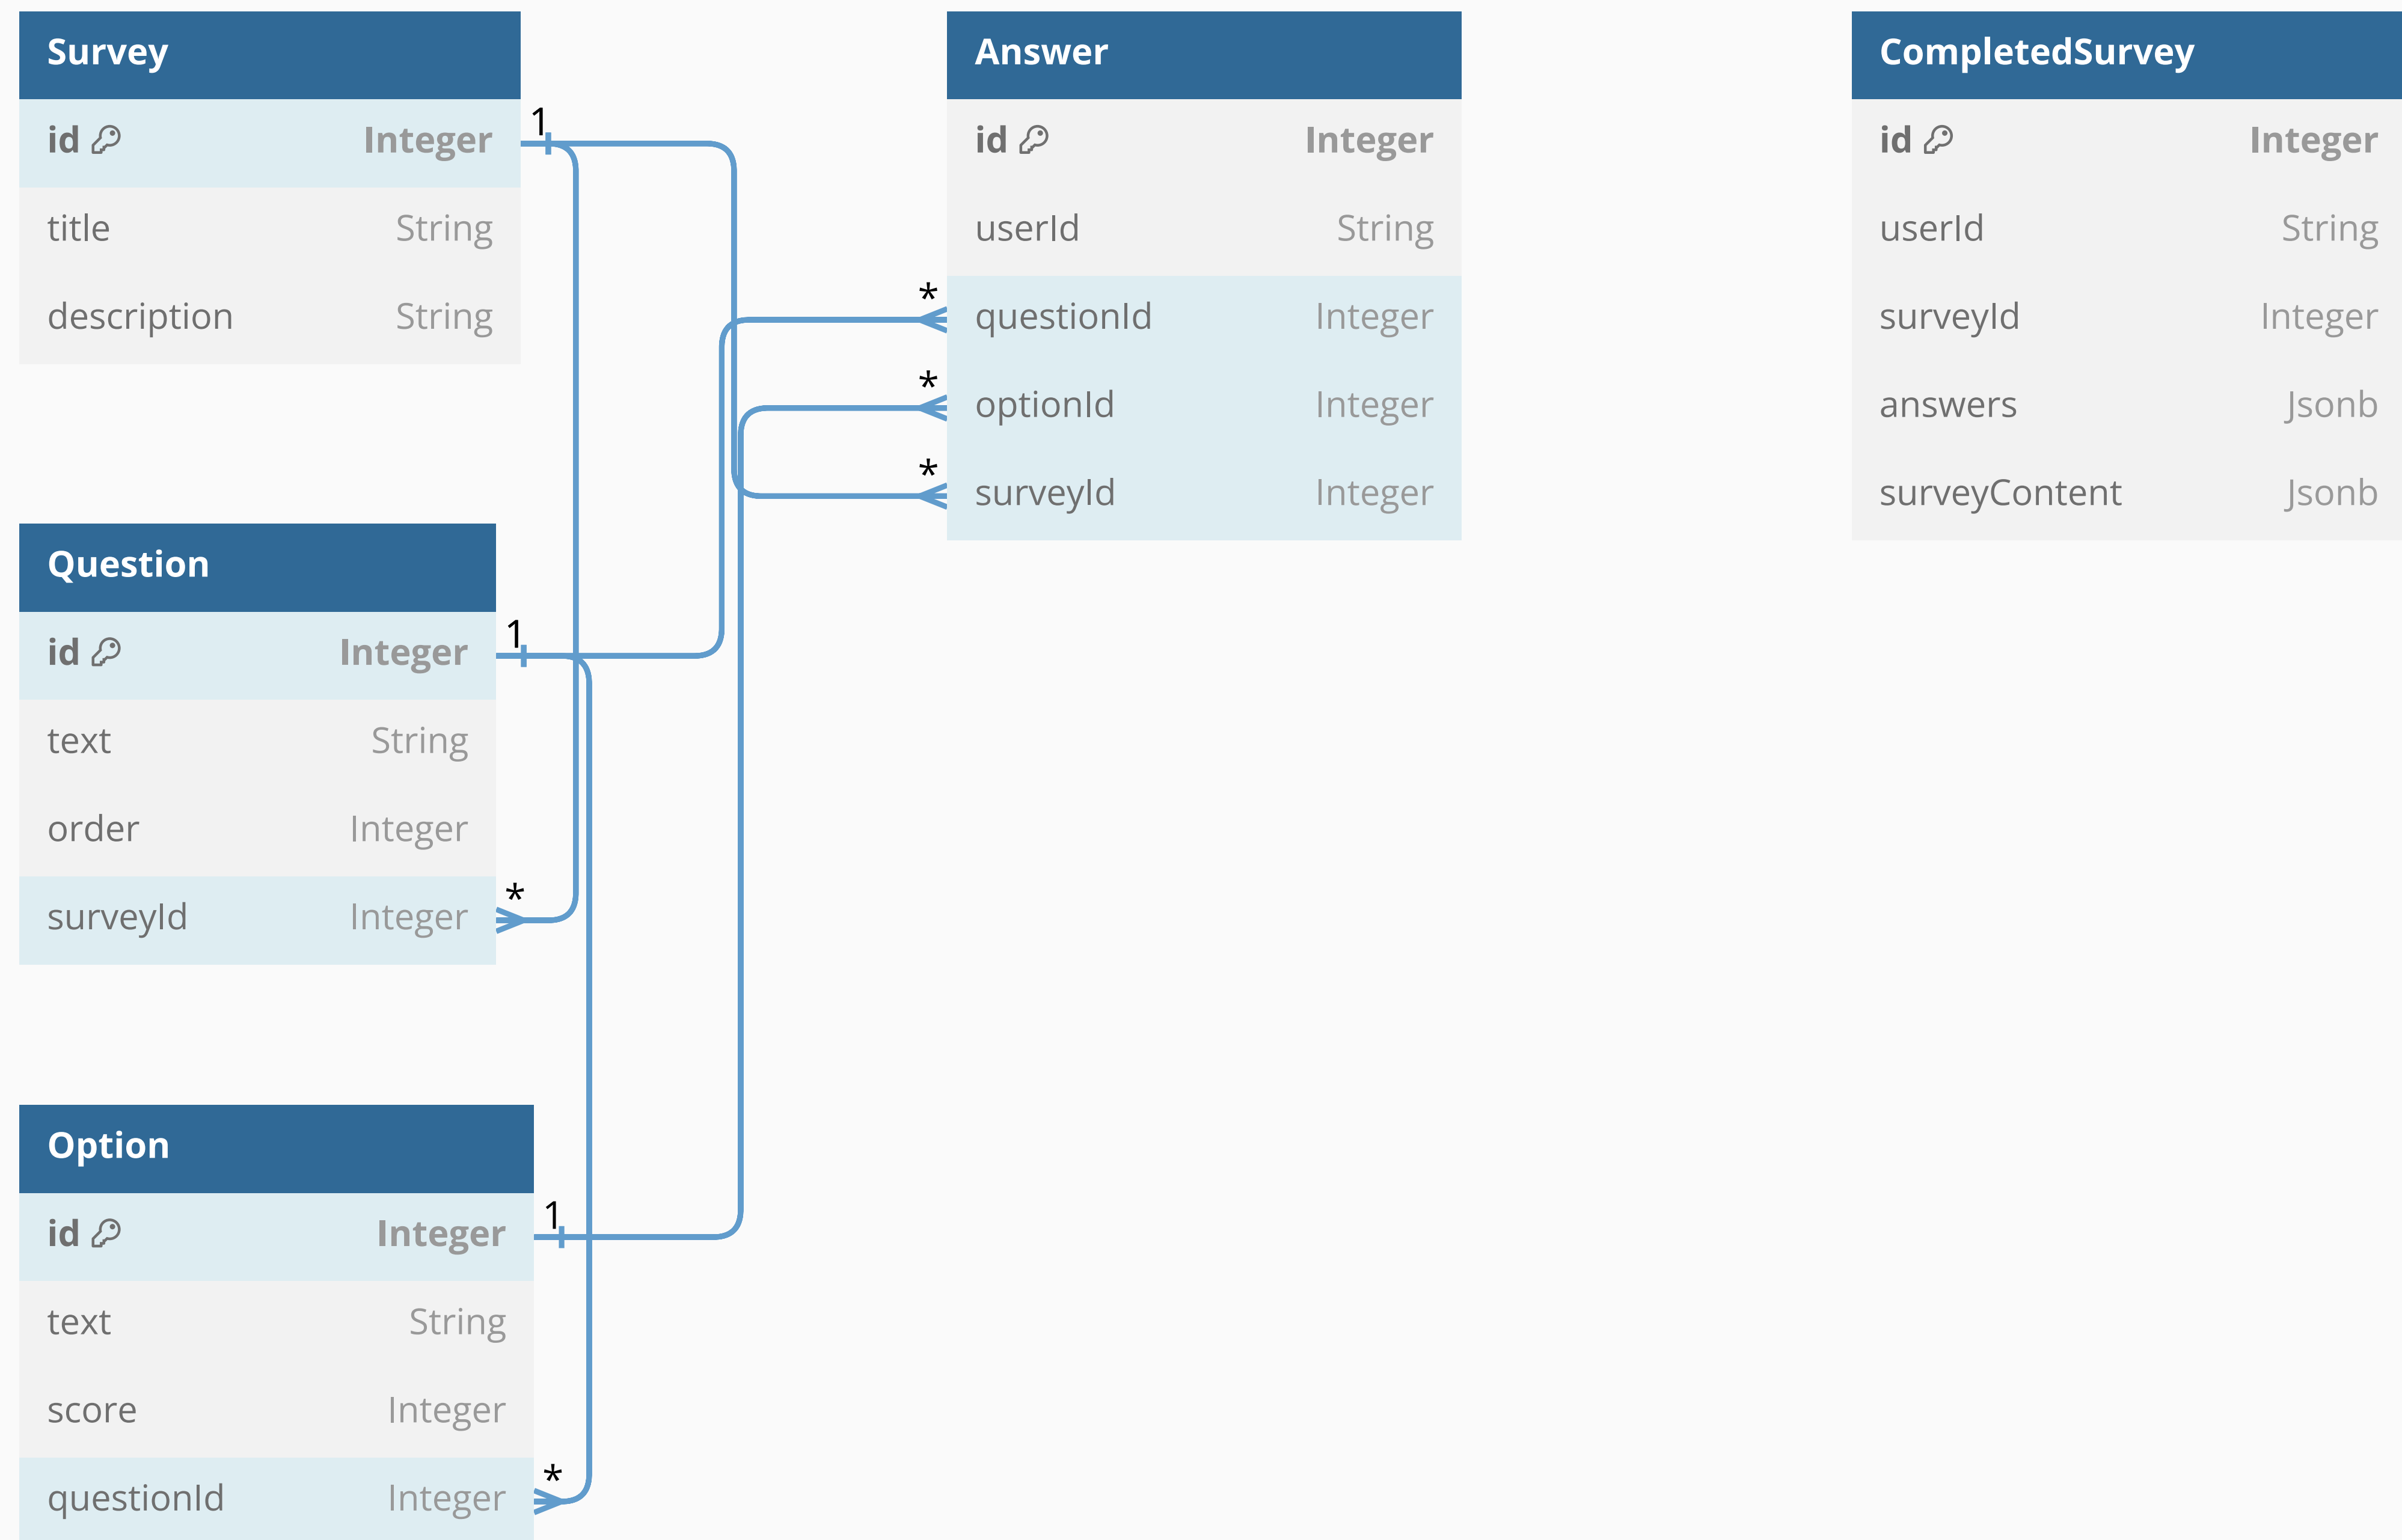 Survey
id Integer
title String
description String
1
Question
id Integer
text String
order Integer
surveyId Integer
1
*
Option
id Integer
text String
score Integer
questionId Integer
1
*
Answer
id Integer
userId String
questionId Integer
optionId Integer
surveyId Integer
*
*
*
CompletedSurvey
id Integer
userId String
surveyId Integer
answers Jsonb
surveyContent Jsonb